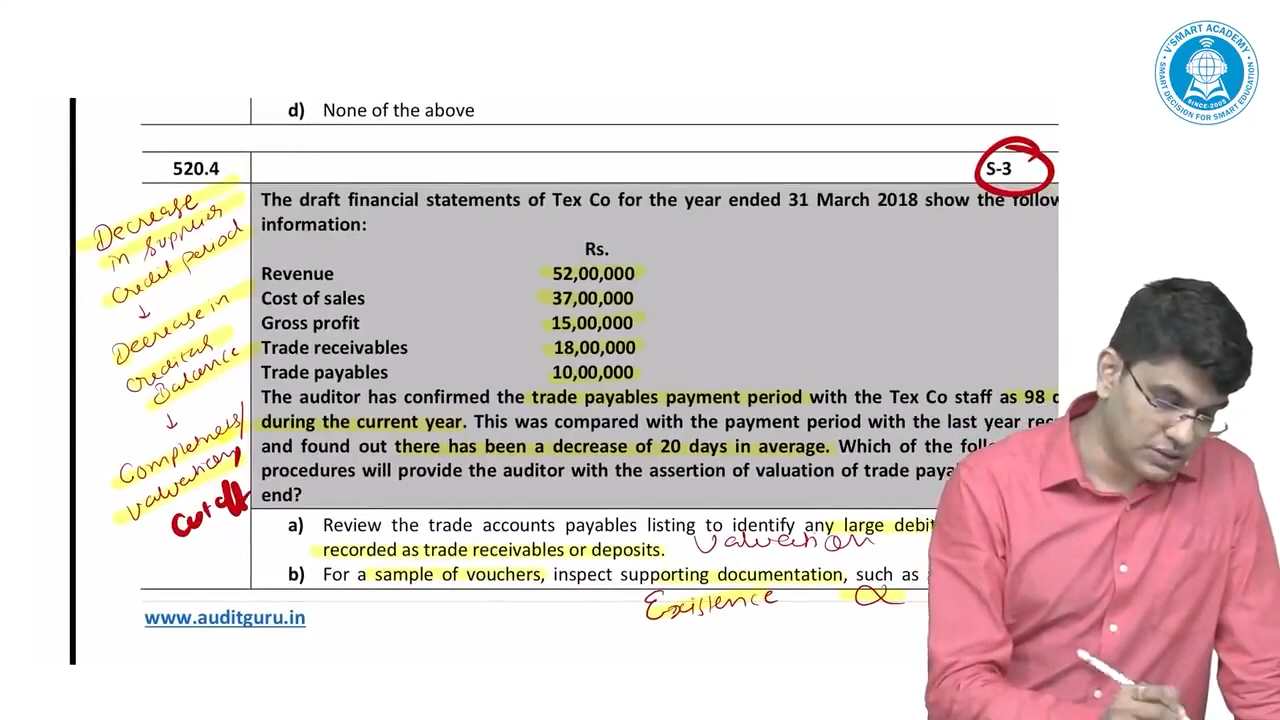 V'SMART ACADEMY
SMART DECISION FOR SMART EDUCATION
SINCE-2005
d) None of the above
520.4
S-3
The draft financial statements of Tex Co for the year ended 31 March 2018 show the
information:
Rs.
Revenue 52,00,000
Cost of sales 37,00,000
Gross profit 15,00,000
Trade receivables 18,00,000
Trade payables 10,00,000
The auditor has confirmed the trade payables payment period with the Tex Co staff as 98
during the current year. This was compared with the payment period with the last year
and found out there has been a decrease of 20 days in average. Which of the
procedures will provide the auditor with the assertion of valuation of trade
end?
Decrease
in Supplier
Credit period
↓
Decrease in
Creditors
Balance
↓
Completness/
Valuation,
Cutoff
a) Review the trade accounts payables listing to identify any large
recorded as trade receivables or deposits.
Valuation
b) For a sample of vouchers, inspect supporting documentation, such as
Existence
www.auditguru.in